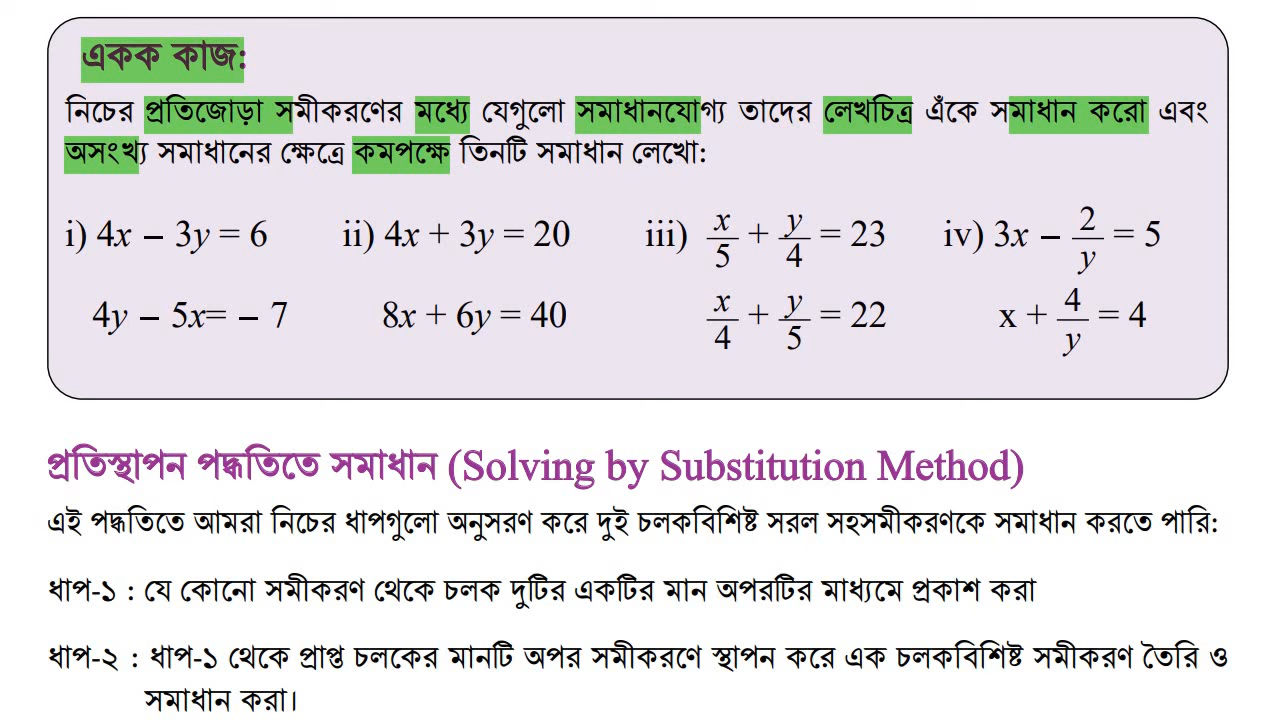 একক কাজ:
নিচের প্রতিজোড়া সমীকরণের মধ্যে যেগুলো সমাধানযোগ্য তাদের লেখচিত্র এঁকে সমাধান করো এবং
অসংখ্য সমাধানের ক্ষেত্রে কমপক্ষে তিনটি সমাধান লেখো:
i) 4x − 3y = 6 ii) 4x + 3y = 20 iii) x/5 + y/4 = 23 iv) 3x − 2/y = 5
4y − 5x= − 7 8x + 6y = 40 x/4 + y/5 = 22 x + 4/y = 4
প্রতিস্থাপন পদ্ধতিতে সমাধান (Solving by Substitution Method)
এই পদ্ধতিতে আমরা নিচের ধাপগুলো অনুসরণ করে দুই চলকবিশিষ্ট সরল সহসমীকরণকে সমাধান করতে পারি:
ধাপ-১ : যে কোনো সমীকরণ থেকে চলক দুটির একটির মান অপরটির মাধ্যমে প্রকাশ করা
ধাপ-২ : ধাপ-১ থেকে প্রাপ্ত চলকের মানটি অপর সমীকরণে স্থাপন করে এক চলকবিশিষ্ট সমীকরণ তৈরি ও
সমাধান করা।